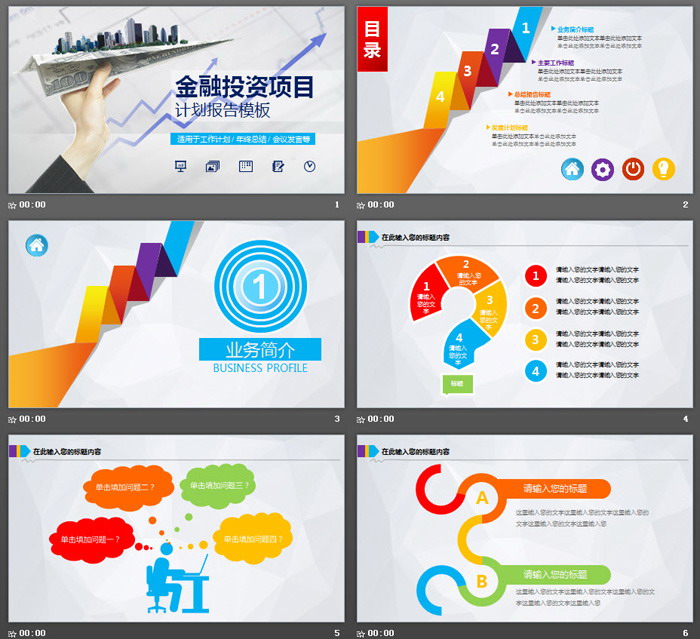 金融投资项目
计划报告模板
适用于工作计划 / 年终总结 / 会议发言等
00:00
1
目录
1
2
3
4
业务简介标题
单击此处添加文本单击此处添加文本
单击此处添加文本单击此处添加文本
主要工作标题
单击此处添加文本单击此处添加文本
单击此处添加文本单击此处添加文本
总结报告标题
单击此处添加文本单击此处添加文本
单击此处添加文本单击此处添加文本
发展计划标题
单击此处添加文本单击此处添加文本
单击此处添加文本单击此处添加文本
00:00
2
1
业务简介
BUSINESS PROFILE
00:00
3
在此输入您的标题内容
1
请输入
您的文
字
2
请输入您
的文字
3
请输入
您的文
字
4
请输入
您的文
字
标题
1
请输入您的文字请输入您的文字
请输入您的文字请输入您的文字
2
请输入您的文字请输入您的文字
请输入您的文字请输入您的文字
3
请输入您的文字请输入您的文字
请输入您的文字请输入您的文字
4
请输入您的文字请输入您的文字
请输入您的文字请输入您的文字
00:00
4
在此输入您的标题内容
单击填加问题二？
单击填加问题三？
单击填加问题一？
单击填加问题四？
00:00
5
在此输入您的标题内容
A
请输入您的标题
这里输入您的文字这里输入您的文字这里输入您的
文字这里输入您的文字这里输入您
B
请输入您的标题
这里输入您的文字这里输入您的文字这里输入您的文
字这里输入您的文字这里输入您
00:00
6